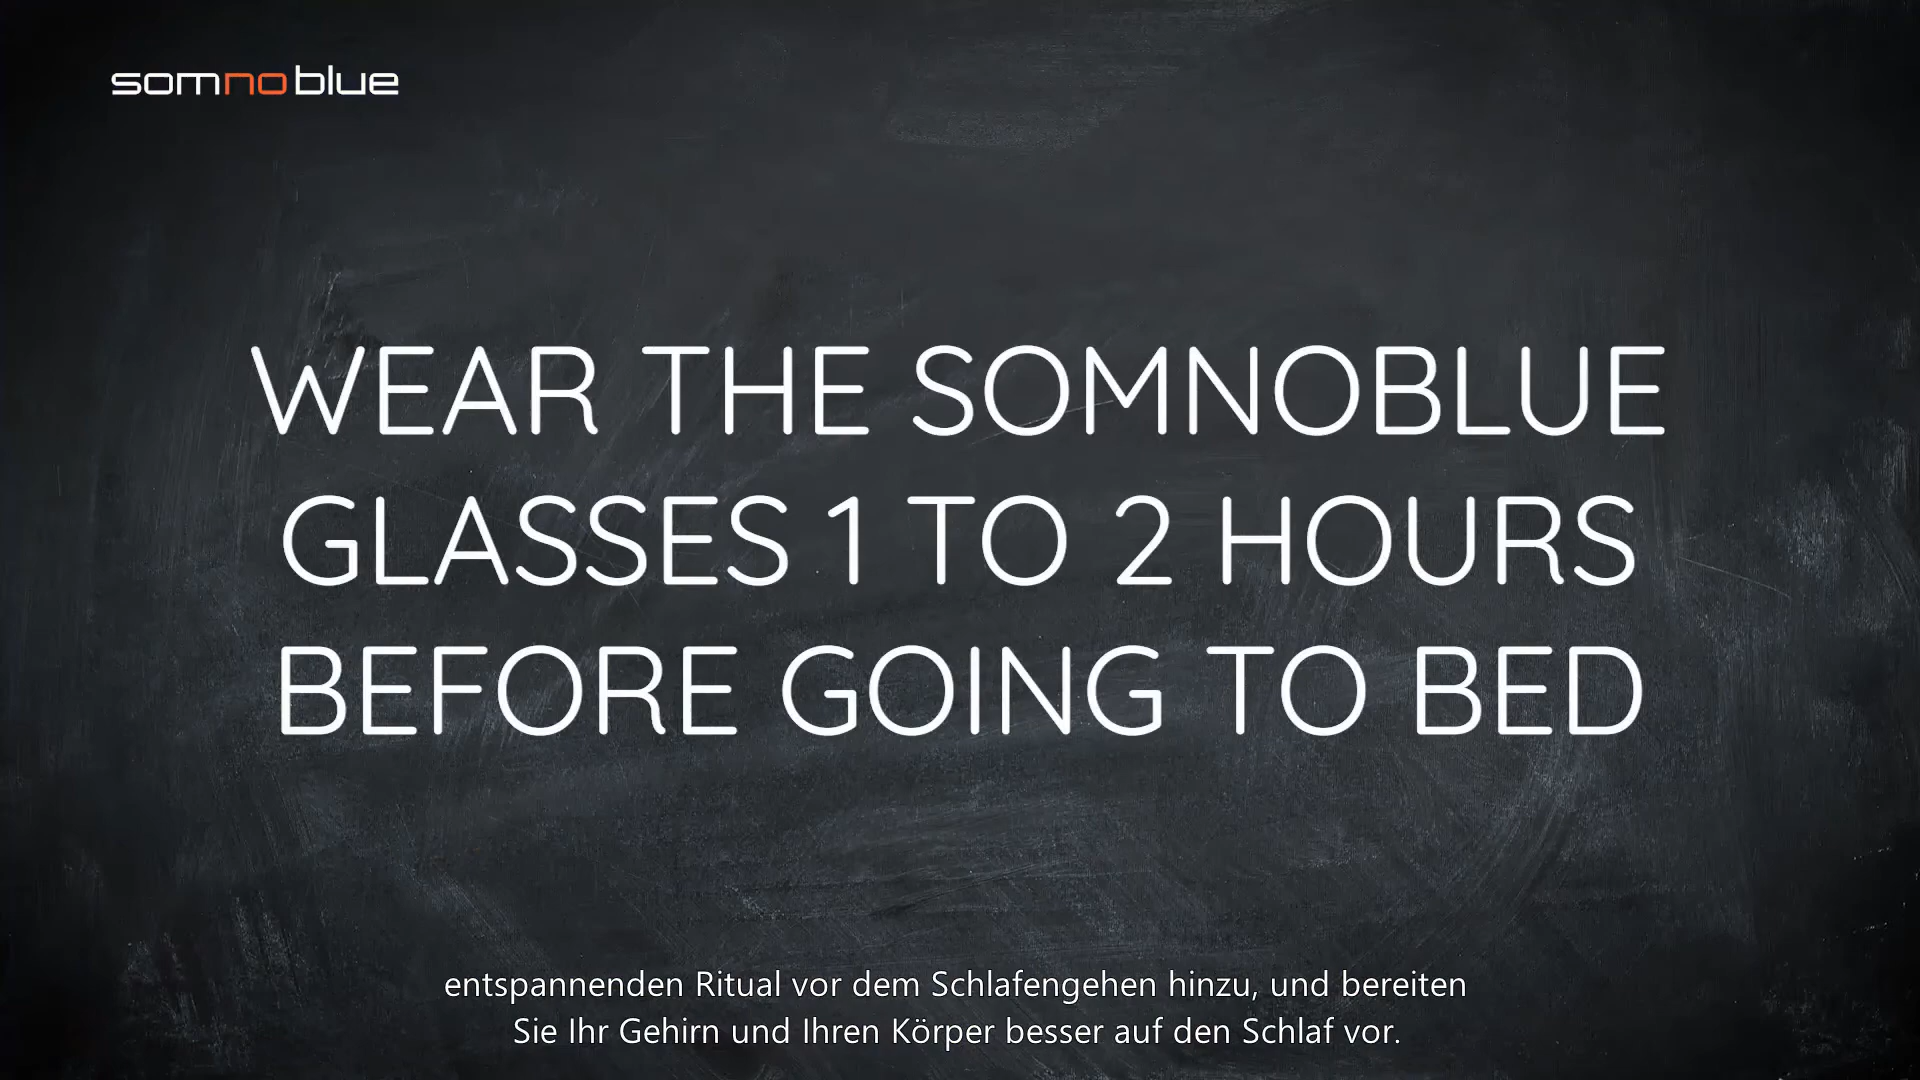 somnoblue
WEAR THE SOMNOBLUE
GLASSES 1 TO 2 HOURS
BEFORE GOING TO BED
entspannenden Ritual vor dem Schlafengehen hinzu, und bereiten
Sie Ihr Gehirn und Ihren Körper besser auf den Schlaf vor.